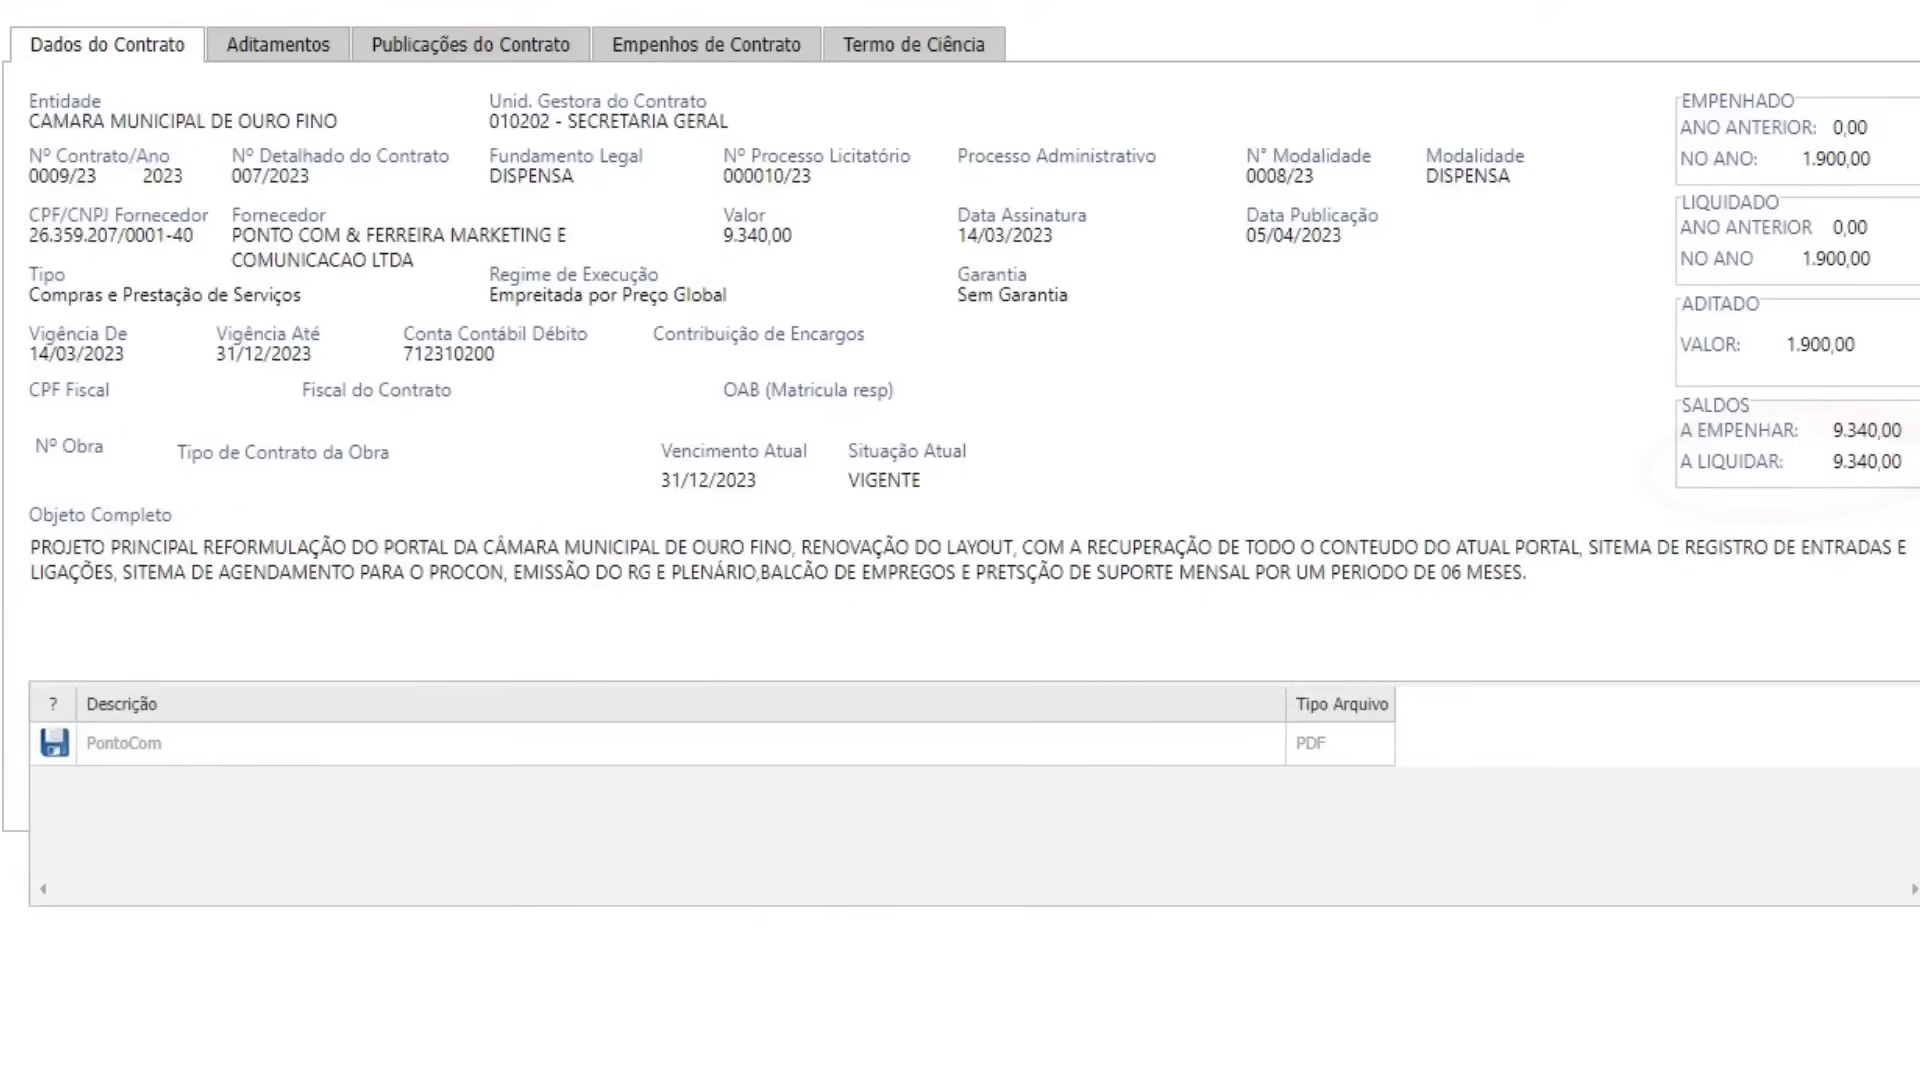 Dados do Contrato Aditamentos Publicações do Contrato Empenhos de Contrato Termo de Ciência
Entidade Unid. Gestora do Contrato
CAMARA MUNICIPAL DE OURO FINO 010202 - SECRETARIA GERAL
Nº Contrato/Ano Nº Detalhado do Contrato Fundamento Legal Nº Processo Licitatório Processo Administrativo N° Modalidade Modalidade
0009/23 2023 007/2023 DISPENSA 000010/23 0008/23 DISPENSA
CPF/CNPJ Fornecedor Fornecedor Valor Data Assinatura Data Publicação
26.359.207/0001-40 PONTO COM & FERREIRA MARKETING E 9.340,00 14/03/2023 05/04/2023
COMUNICACAO LTDA
Tipo Regime de Execução Garantia
Compras e Prestação de Serviços Empreitada por Preço Global Sem Garantia
Vigência De Vigência Até Conta Contábil Débito Contribuição de Encargos
14/03/2023 31/12/2023 712310200
CPF Fiscal Fiscal do Contrato OAB (Matricula resp)
Nº Obra Tipo de Contrato da Obra Vencimento Atual Situação Atual
31/12/2023 VIGENTE
EMPENHADO
ANO ANTERIOR: 0,00
NO ANO: 1.900,00
LIQUIDADO
ANO ANTERIOR 0,00
NO ANO 1.900,00
ADITADO
VALOR: 1.900,00
SALDOS
A EMPENHAR: 9.340,00
A LIQUIDAR: 9.340,00
Objeto Completo
PROJETO PRINCIPAL REFORMULAÇÃO DO PORTAL DA CÂMARA MUNICIPAL DE OURO FINO, RENOVAÇÃO DO LAYOUT, COM A RECUPERAÇÃO DE TODO O CONTEUDO DO ATUAL PORTAL, SITEMA DE REGISTRO DE ENTRADAS E
LIGAÇÕES, SITEMA DE AGENDAMENTO PARA O PROCON, EMISSÃO DO RG E PLENÁRIO,BALCÃO DE EMPREGOS E PRETSÇÃO DE SUPORTE MENSAL POR UM PERIODO DE 06 MESES.
? Descrição Tipo Arquivo
PontoCom PDF